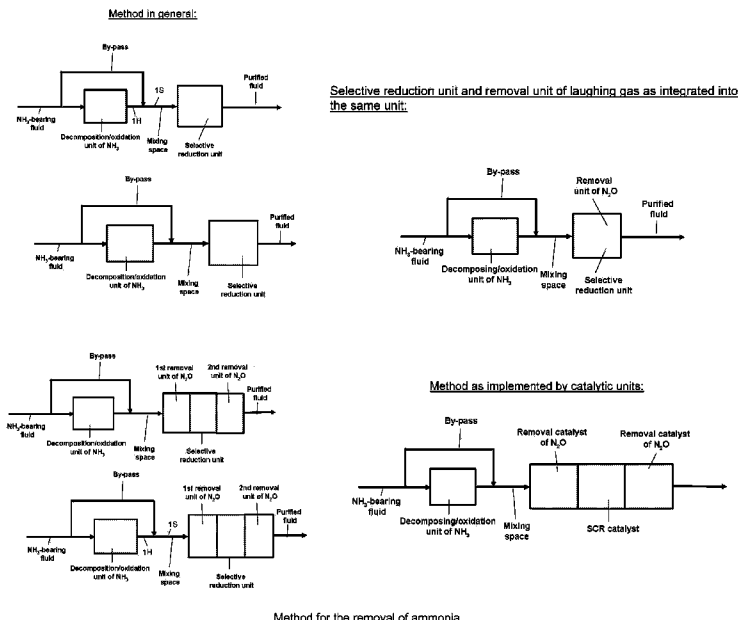 Method in general:
By-pass
1S
Purified
fluid
NH3-bearing
fluid
Decomposition/oxidation
unit of NH3
1H
Mixing
space
Selective
reduction unit
By-pass
Purified
fluid
NH3-bearing
fluid
Decomposition/oxidation
unit of NH3
Mixing
space
Selective
reduction unit
By-pass
1st removal
unit of N2O
2nd removal
unit of N2O
Purified
fluid
NH3-bearing
fluid
Decomposition/oxidation
unit of NH3
Mixing
space
Selective
reduction unit
By-pass
1S
1st removal
unit of N2O
2nd removal
unit of N2O
Purified
fluid
NH3-bearing
fluid
1H
Decomposition/oxidation
unit of NH3
Mixing
space
Selective
reduction unit
Selective reduction unit and removal unit of laughing gas as integrated into
the same unit:
By-pass
Removal
unit of N2O
Purified
fluid
NH3-bearing
fluid
Decomposing/oxidation
unit of NH3
Mixing
space
Selective
reduction unit
Method as implemented by catalytic units:
By-pass
Removal catalyst
of N2O
Removal catalyst
of N2O
NH3-bearing
fluid
Decomposing/oxidation
unit of NH3
Mixing
space
SCR catalyst
Method for the removal of ammonia